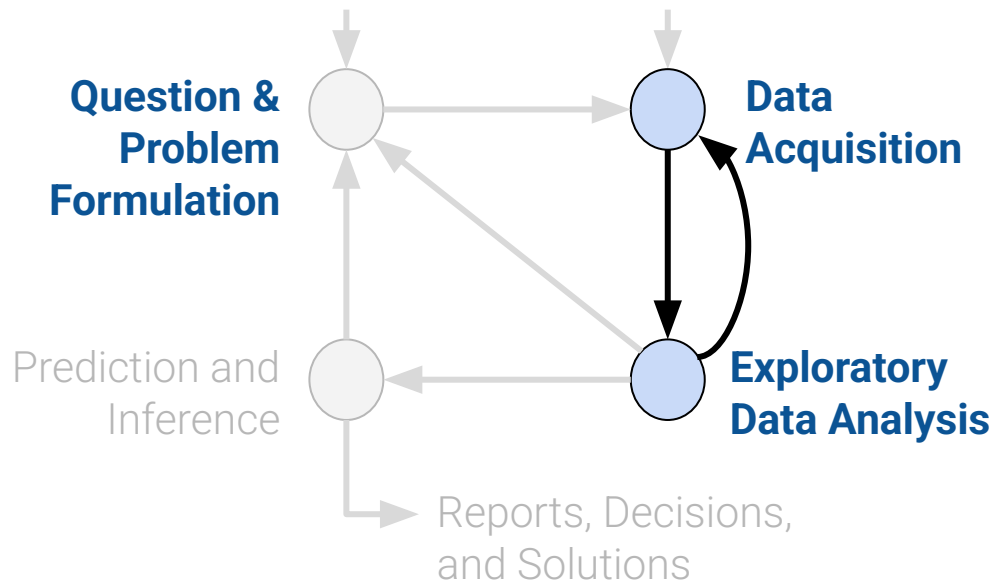 Question &
Problem
Formulation
Data
Acquisition
Prediction and
Inference
Exploratory
Data Analysis
Reports, Decisions,
and Solutions